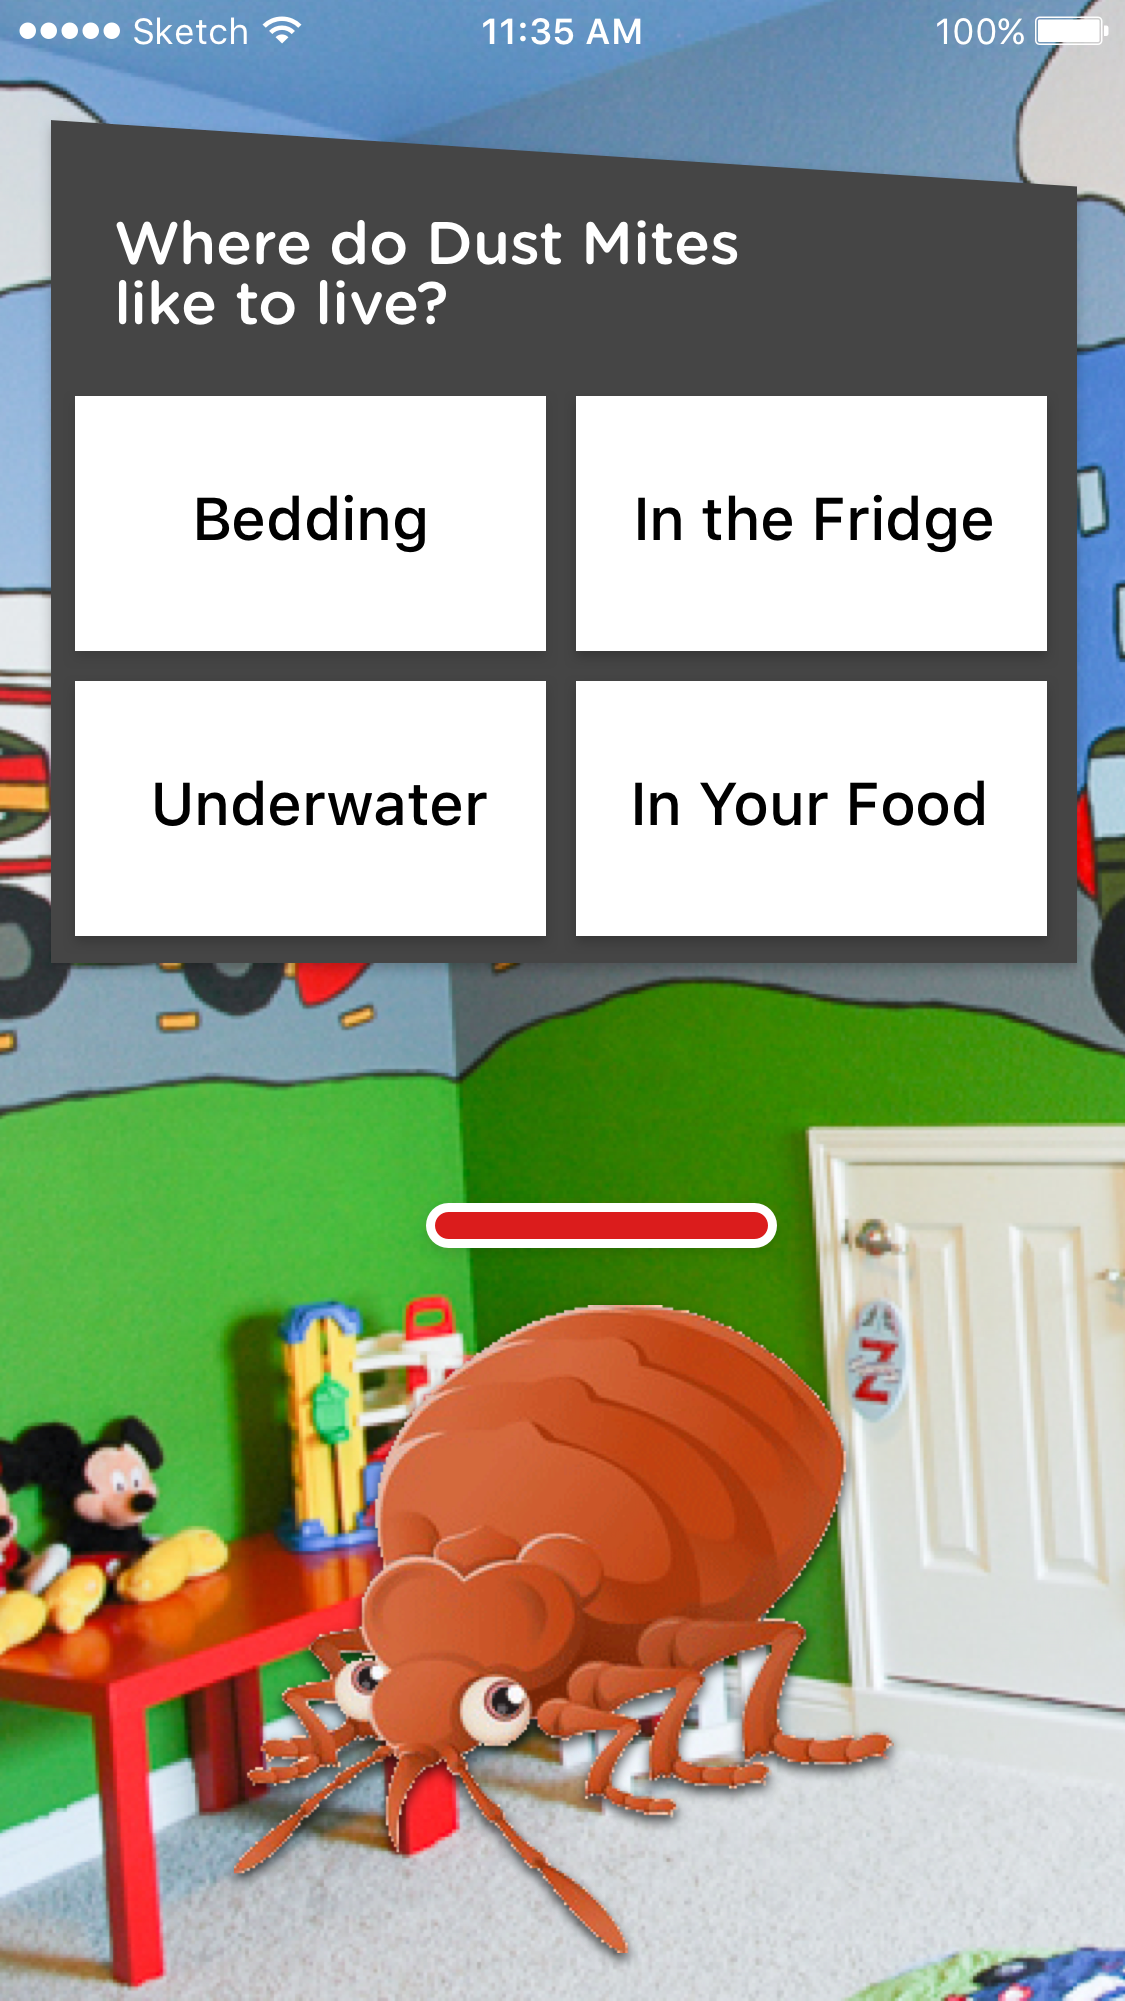 Sketch 11:35 AM 100%
Where do Dust Mites
like to live?
Bedding
In the Fridge
Underwater
In Your Food